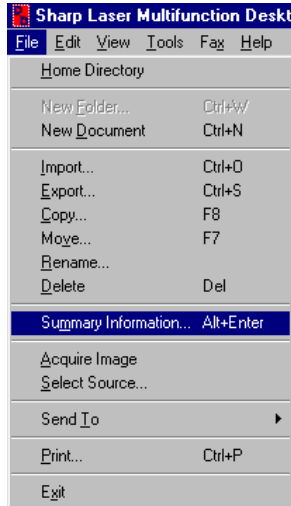 Sharp Laser Multifunction Deskt
File Edit View Tools Fax Help
Home Directory
New Folder... Ctrl+W
New Document Ctrl+N
Import... Ctrl+O
Export... Ctrl+S
Copy... F8
Move... F7
Rename...
Delete Del
Summary Information... Alt+Enter
Acquire Image
Select Source...
Send To
Print... Ctrl+P
Exit